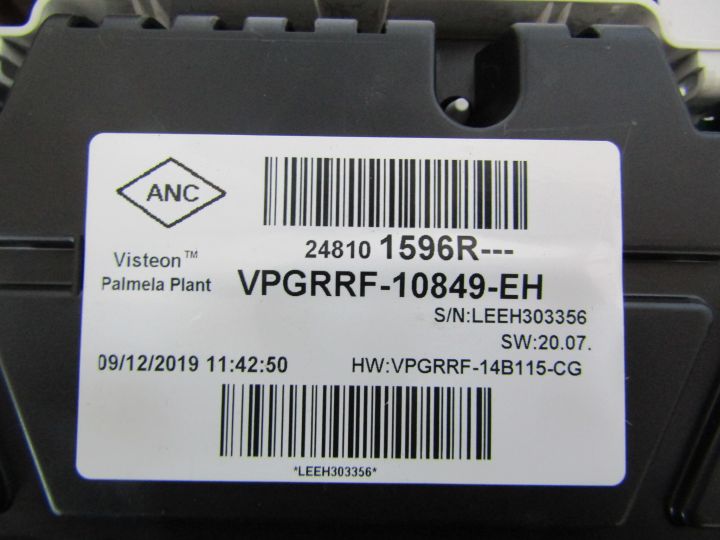 ANC
24810 1596R---
Visteon™
Palmela Plant
VPGRRF-10849-EH
S/N:LEEH303356
SW:20.07.
09/12/2019 11:42:50
HW:VPGRRF-14B115-CG
*LEEH303356*